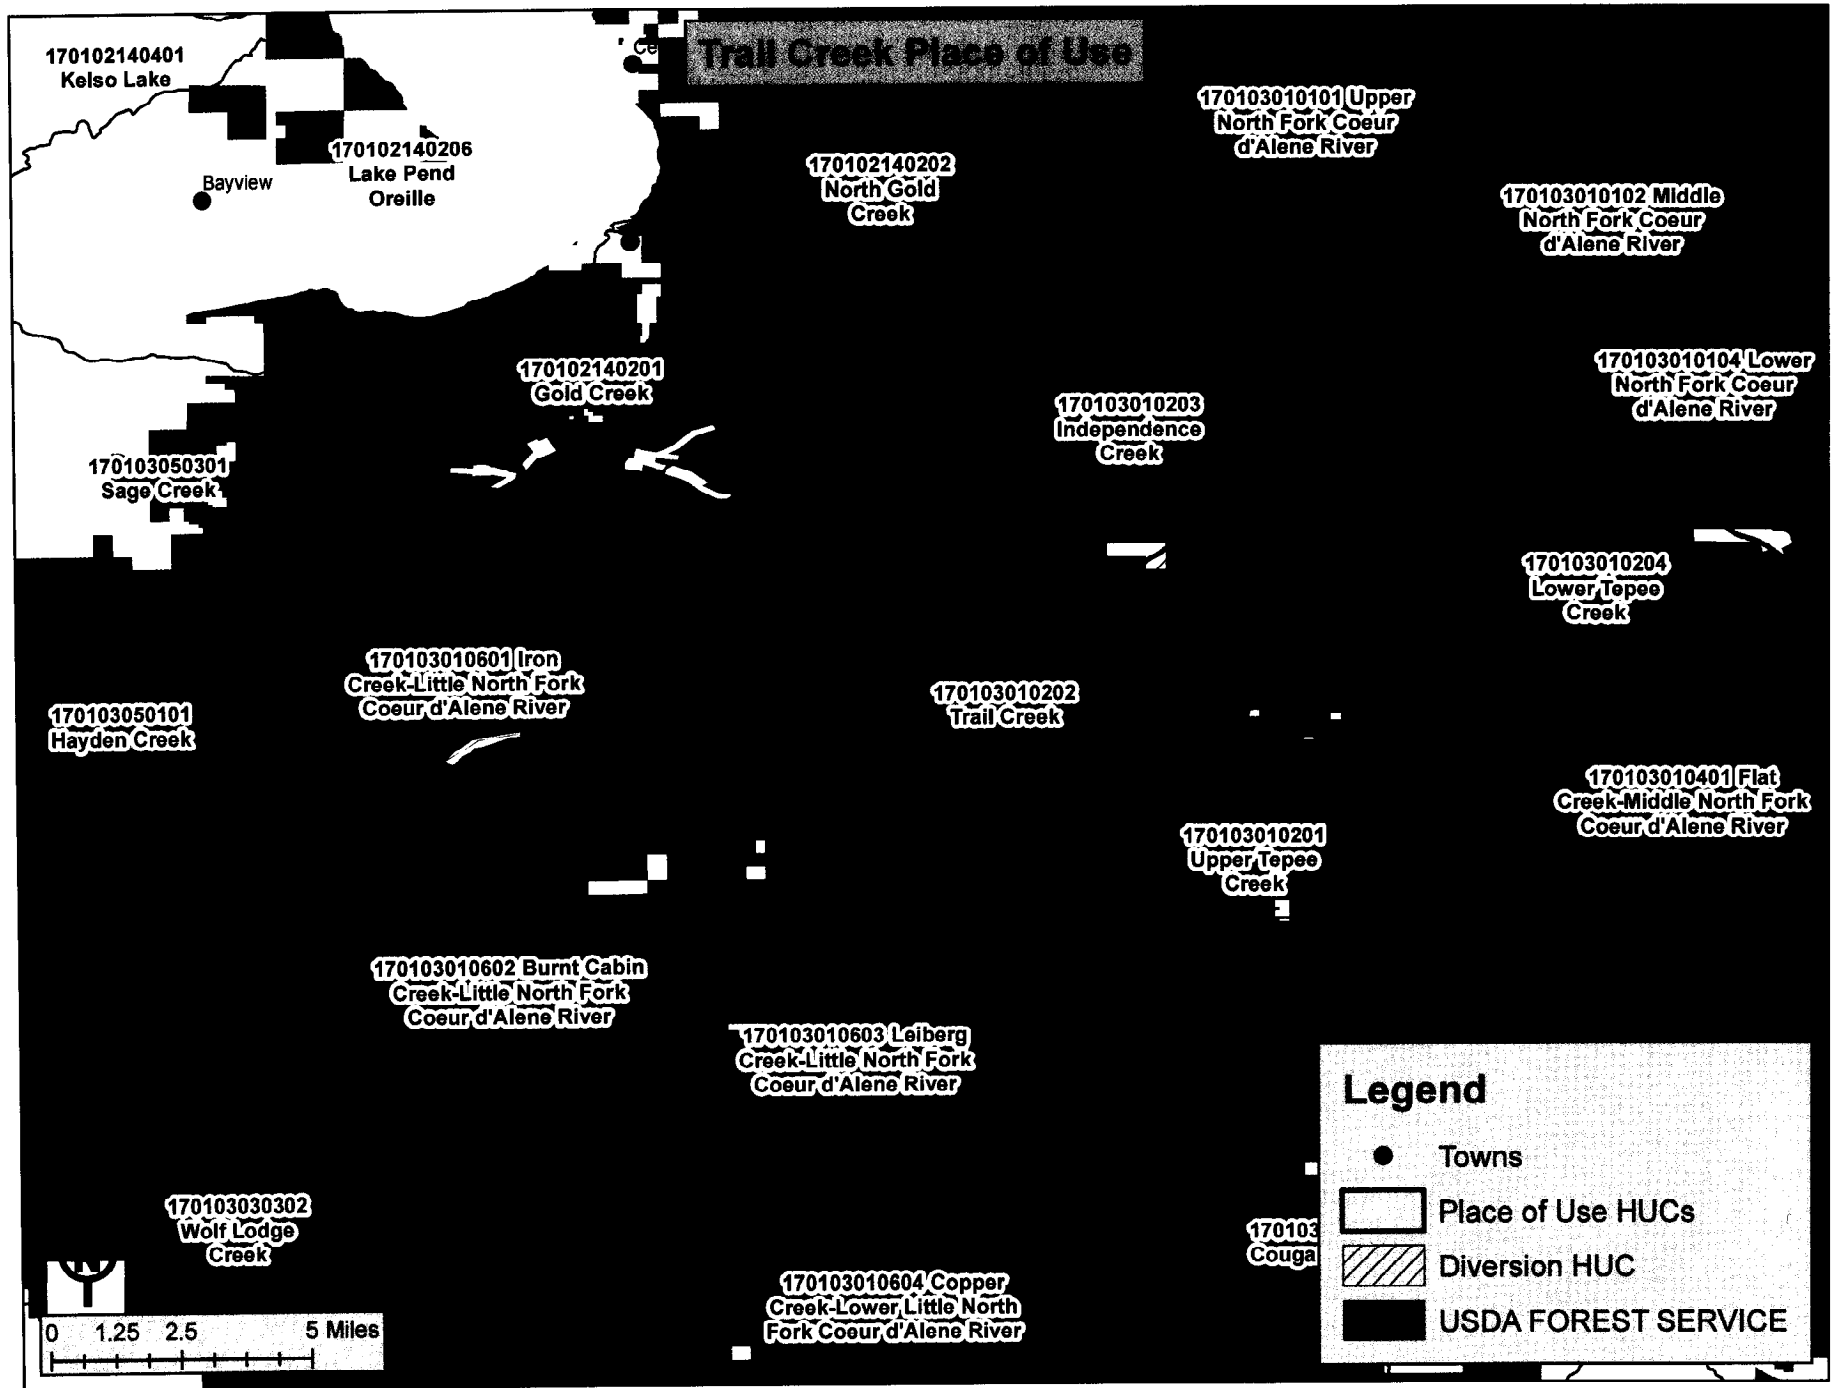 Trail Creek Place of Use
170102140401
Kelso Lake
Ce
170102140206
Lake Pend
Oreille
Bayview
170102140202
North Gold
Creek
170103010101 Upper
North Fork Coeur
d'Alene River
170103010102 Middle
North Fork Coeur
d'Alene River
170102140201
Gold Creek
170103010203
Independence
Creek
170103010104 Lower
North Fork Coeur
d'Alene River
170103050301
Sage Creek
170103010204
Lower Tepee
Creek
170103010601 Iron
Creek-Little North Fork
Coeur d'Alene River
170103050101
Hayden Creek
170103010202
Trail Creek
170103010401 Flat
Creek-Middle North Fork
Coeur d'Alene River
170103010201
Upper Tepee
Creek
170103010602 Burnt Cabin
Creek-Little North Fork
Coeur d'Alene River
170103010603 Leiberg
Creek-Little North Fork
Coeur d'Alene River
170103030302
Wolf Lodge
Creek
170103
Couga
170103010604 Copper
Creek-Lower Little North
Fork Coeur d'Alene River
N
0 1.25 2.5 5 Miles
Legend
Towns
Place of Use HUCs
Diversion HUC
USDA FOREST SERVICE